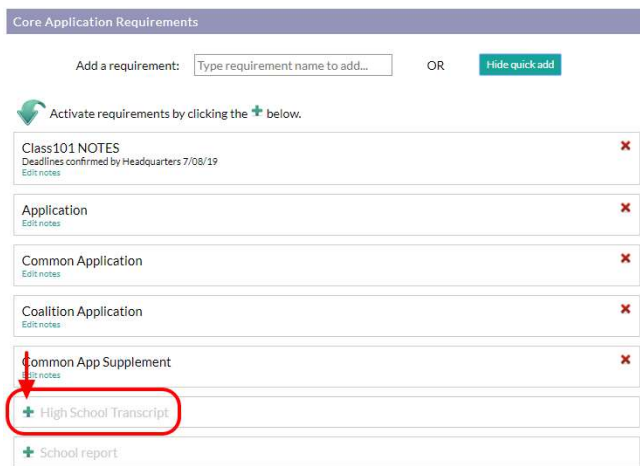 Core Application Requirements
Add a requirement: Type requirement name to add... OR Hide quick add
Activate requirements by clicking the + below.
Class101 NOTES
Deadlines confirmed by Headquarters 7/08/19
Edit notes
Application
Edit notes
Common Application
Edit notes
Coalition Application
Edit notes
Common App Supplement
Edit notes
High School Transcript
School report